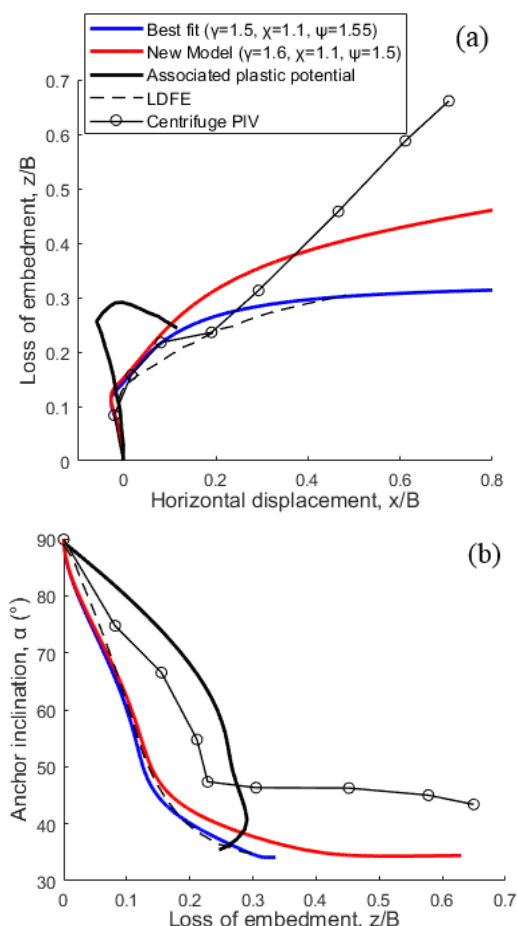 Best fit (γ=1.5, χ=1.1, ψ=1.55)
New Model (γ=1.6, χ=1.1, ψ=1.5)
Associated plastic potential
LDFE
Centrifuge PIV
(a)
0.7
0.6
0.5
0.4
0.3
0.2
0.1
0
Loss of embedment, z/B
0 0.2 0.4 0.6 0.8
Horizontal displacement, x/B
(b)
90
80
70
60
50
40
30
Anchor inclination, α (°)
0 0.1 0.2 0.3 0.4 0.5 0.6 0.7
Loss of embedment, z/B